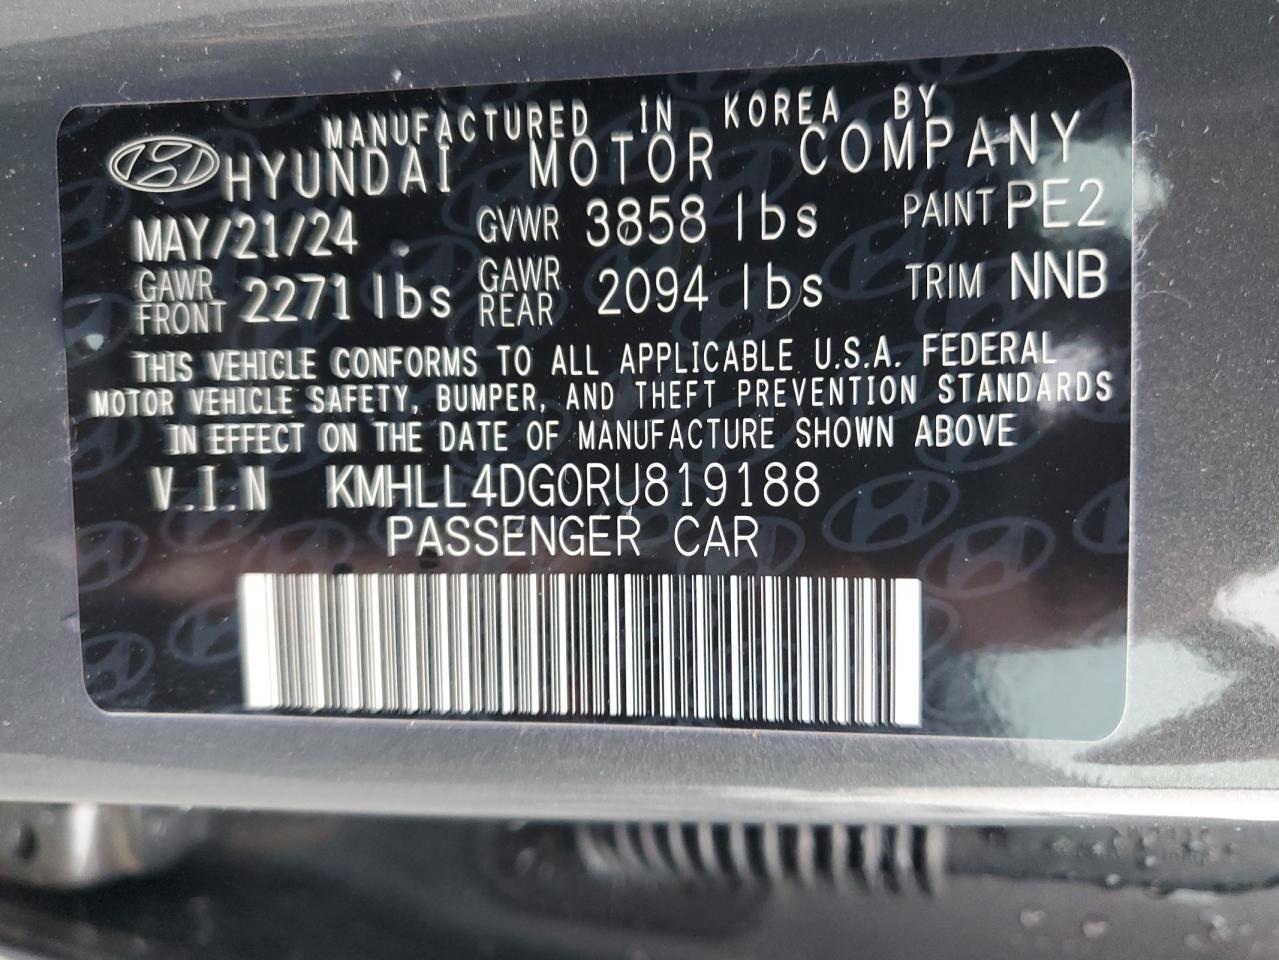 MANUFACTURED IN KOREA BY
HYUNDAI MOTOR COMPANY
MAY/21/24 GVWR 3858 lbs PAINT PE2
GAWR FRONT 2271 lbs GAWR REAR 2094 lbs TRIM NNB
THIS VEHICLE CONFORMS TO ALL APPLICABLE U.S.A. FEDERAL
MOTOR VEHICLE SAFETY, BUMPER, AND THEFT PREVENTION STANDARDS
IN EFFECT ON THE DATE OF MANUFACTURE SHOWN ABOVE
V.I.N KMHLL4DG0RU819188
PASSENGER CAR